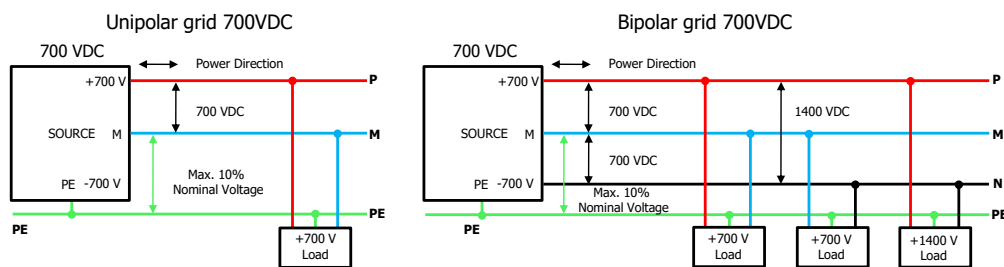 Unipolar grid 700VDC
700 VDC
Power Direction
+700 V
P
700 VDC
SOURCE M
M
PE -700 V
Max. 10%
Nominal Voltage
PE
PE
+700 V
Load
Bipolar grid 700VDC
700 VDC
Power Direction
+700 V
P
700 VDC
1400 VDC
SOURCE M
M
700 VDC
PE -700 V
N
Max. 10%
Nominal Voltage
PE
PE
+700 V
Load
+700 V
Load
+1400 V
Load